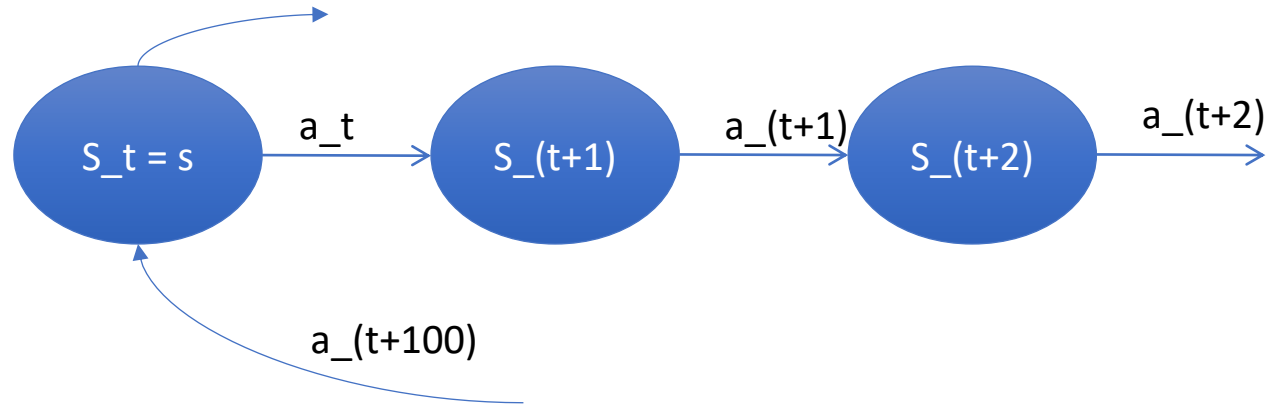 S_t = s
a_t
S_(t+1)
a_(t+1)
S_(t+2)
a_(t+2)
a_(t+100)